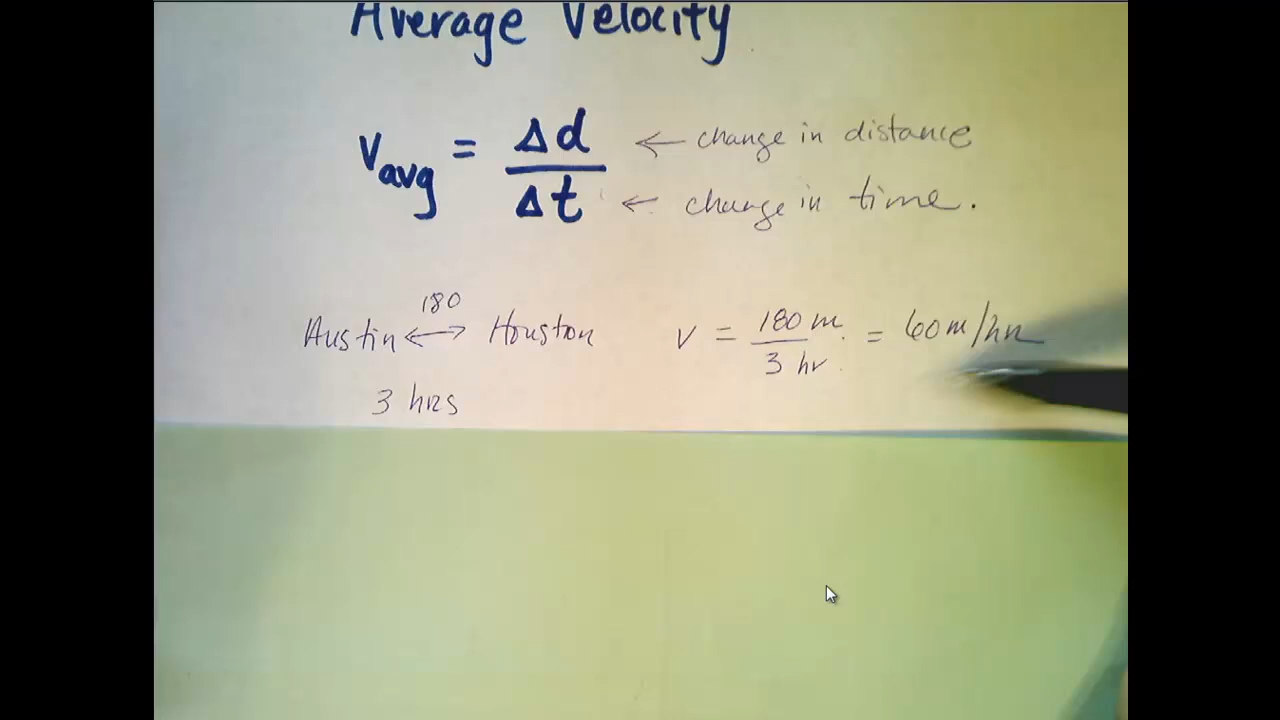 Average Velocity
Vavg = Δd / Δt
← change in distance
← change in time.
180
Austin ↔ Houston
3 hrs
v = 180 m / 3 hr. = 60 m/hr